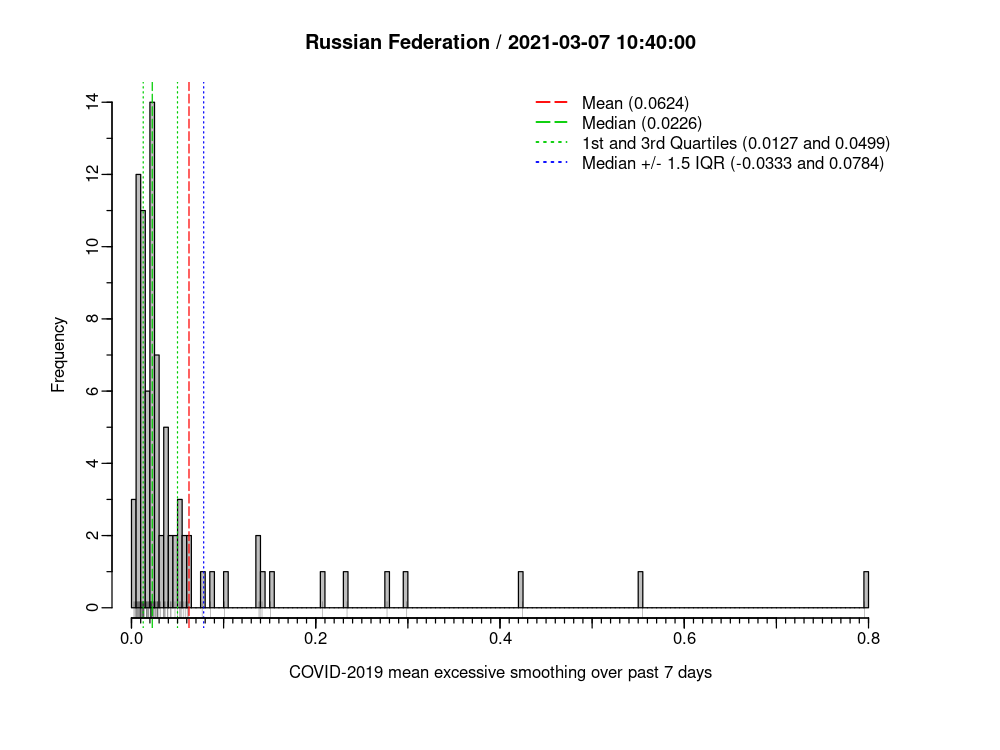 Russian Federation / 2021-03-07 10:40:00
Mean (0.0624)
Median (0.0226)
1st and 3rd Quartiles (0.0127 and 0.0499)
Median +/- 1.5 IQR (-0.0333 and 0.0784)
Frequency
14
12
10
8
6
4
2
0
0.0 0.2 0.4 0.6 0.8
COVID-2019 mean excessive smoothing over past 7 days